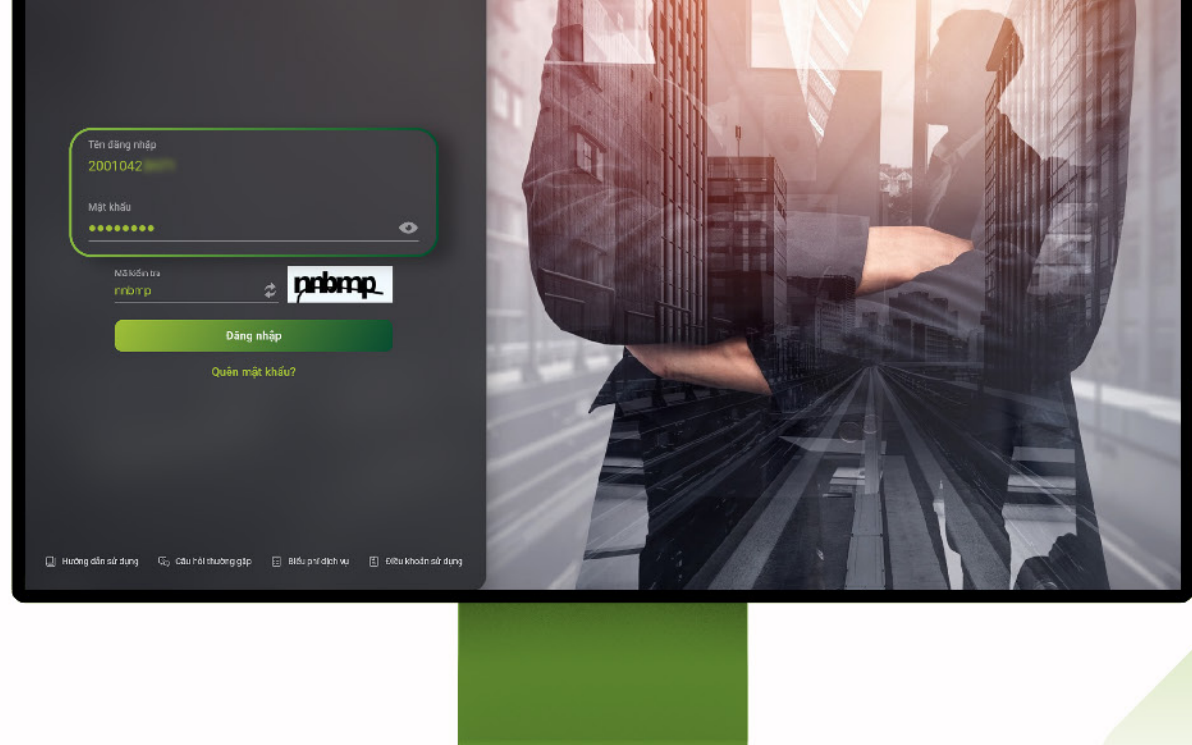 Tên đăng nhập
2001042
Mật khẩu
Mã kiểm tra
nnbmp
nnbmp
Đăng nhập
Quên mật khẩu?
Hướng dẫn sử dụng Câu hỏi thường gặp Biểu phí dịch vụ Điều khoản sử dụng